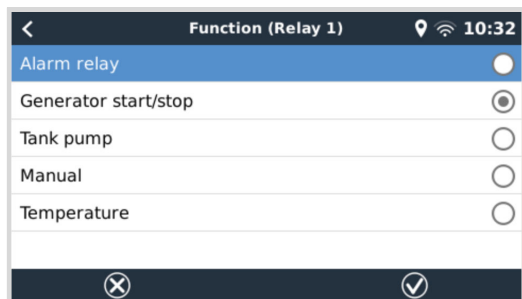 Function (Relay 1) 10:32
Alarm relay
Generator start/stop
Tank pump
Manual
Temperature